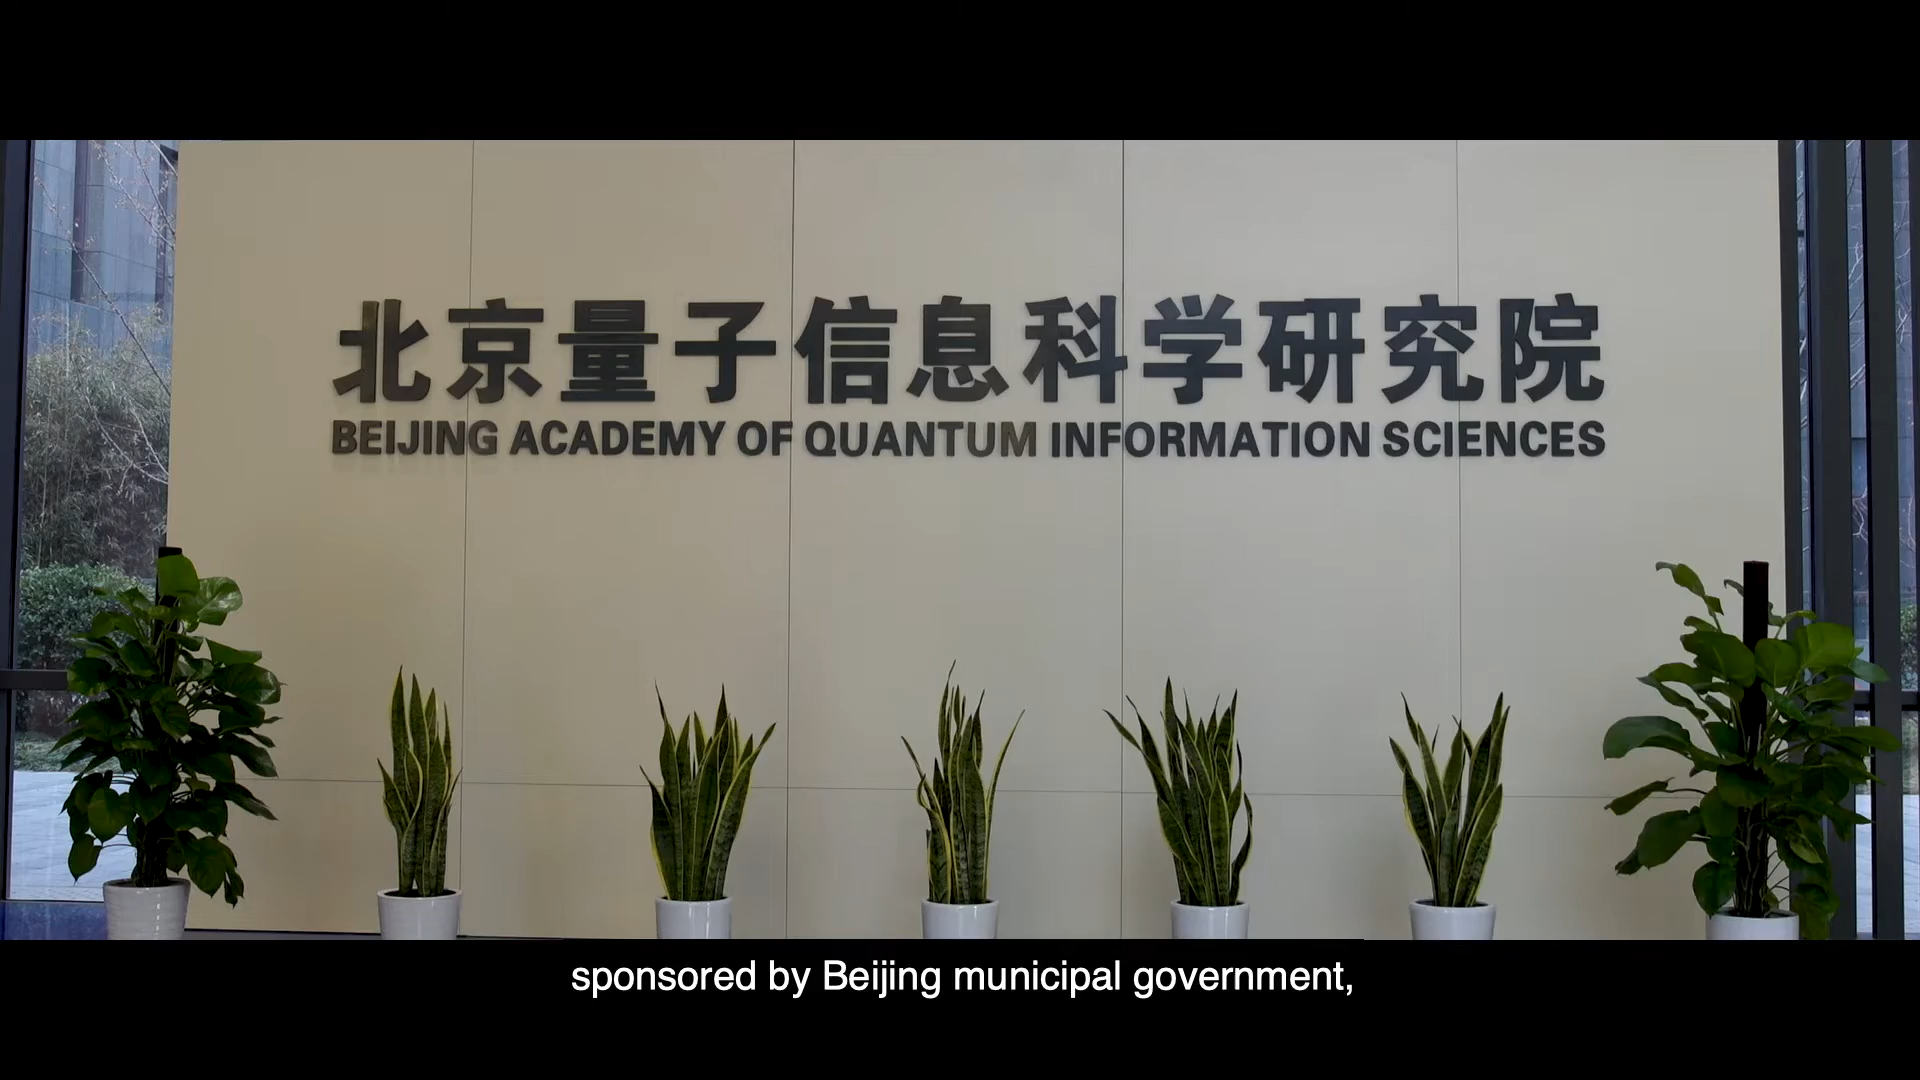 北京量子信息科学研究院
BEIJING ACADEMY OF QUANTUM INFORMATION SCIENCES
sponsored by Beijing municipal government,